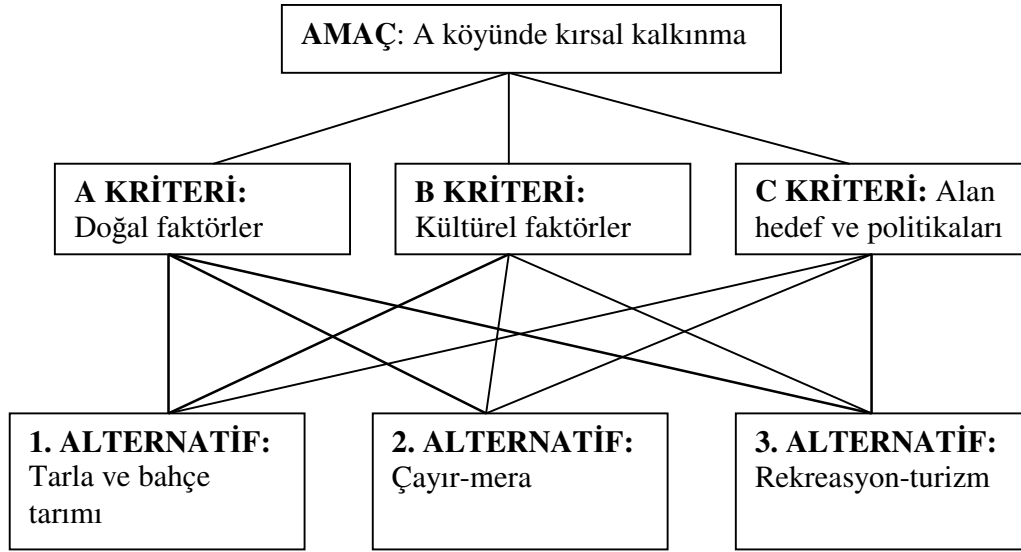 AMAÇ: A köyünde kırsal kalkınma
A KRİTERİ:
Doğal faktörler
B KRİTERİ:
Kültürel faktörler
C KRİTERİ: Alan
hedef ve politikaları
1. ALTERNATİF:
Tarla ve bahçe
tarımı
2. ALTERNATİF:
Çayır-mera
3. ALTERNATİF:
Rekreasyon-turizm